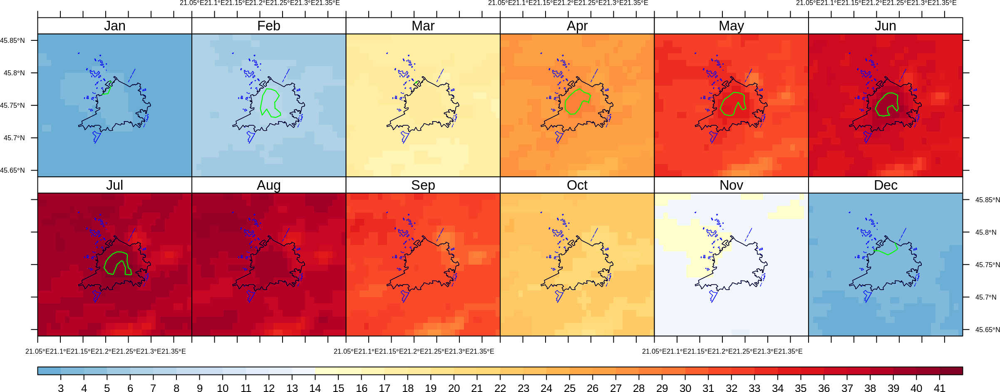 21.05°E21.1°E21.15°E21.2°E21.25°E21.3°E21.35°E 21.05°E21.1°E21.15°E21.2°E21.25°E21.3°E21.35°E 21.05°E21.1°E21.15°E21.2°E21.25°E21.3°E21.35°E
Jan Feb Mar Apr May Jun
45.85°N
45.8°N
45.75°N
45.7°N
45.65°N
Jul Aug Sep Oct Nov Dec
45.85°N
45.8°N
45.75°N
45.7°N
45.65°N
21.05°E21.1°E21.15°E21.2°E21.25°E21.3°E21.35°E 21.05°E21.1°E21.15°E21.2°E21.25°E21.3°E21.35°E 21.05°E21.1°E21.15°E21.2°E21.25°E21.3°E21.35°E
3 4 5 6 7 8 9 10 11 12 13 14 15 16 17 18 19 20 21 22 23 24 25 26 27 28 29 30 31 32 33 34 35 36 37 38 39 40 41